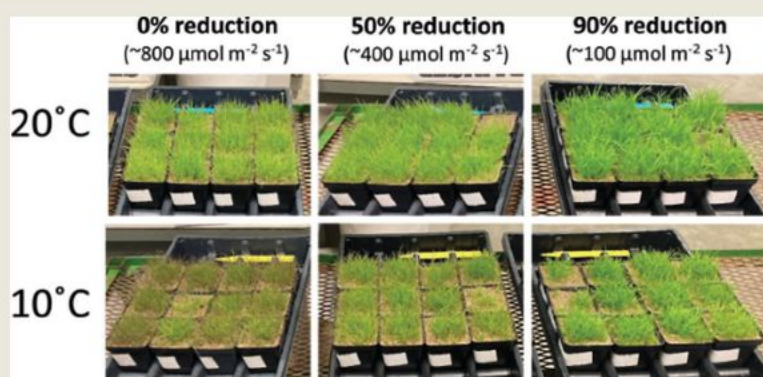 0% reduction 50% reduction 90% reduction
(~800 µmol m⁻² s⁻¹) (~400 µmol m⁻² s⁻¹) (~100 µmol m⁻² s⁻¹)
20˚C
10˚C